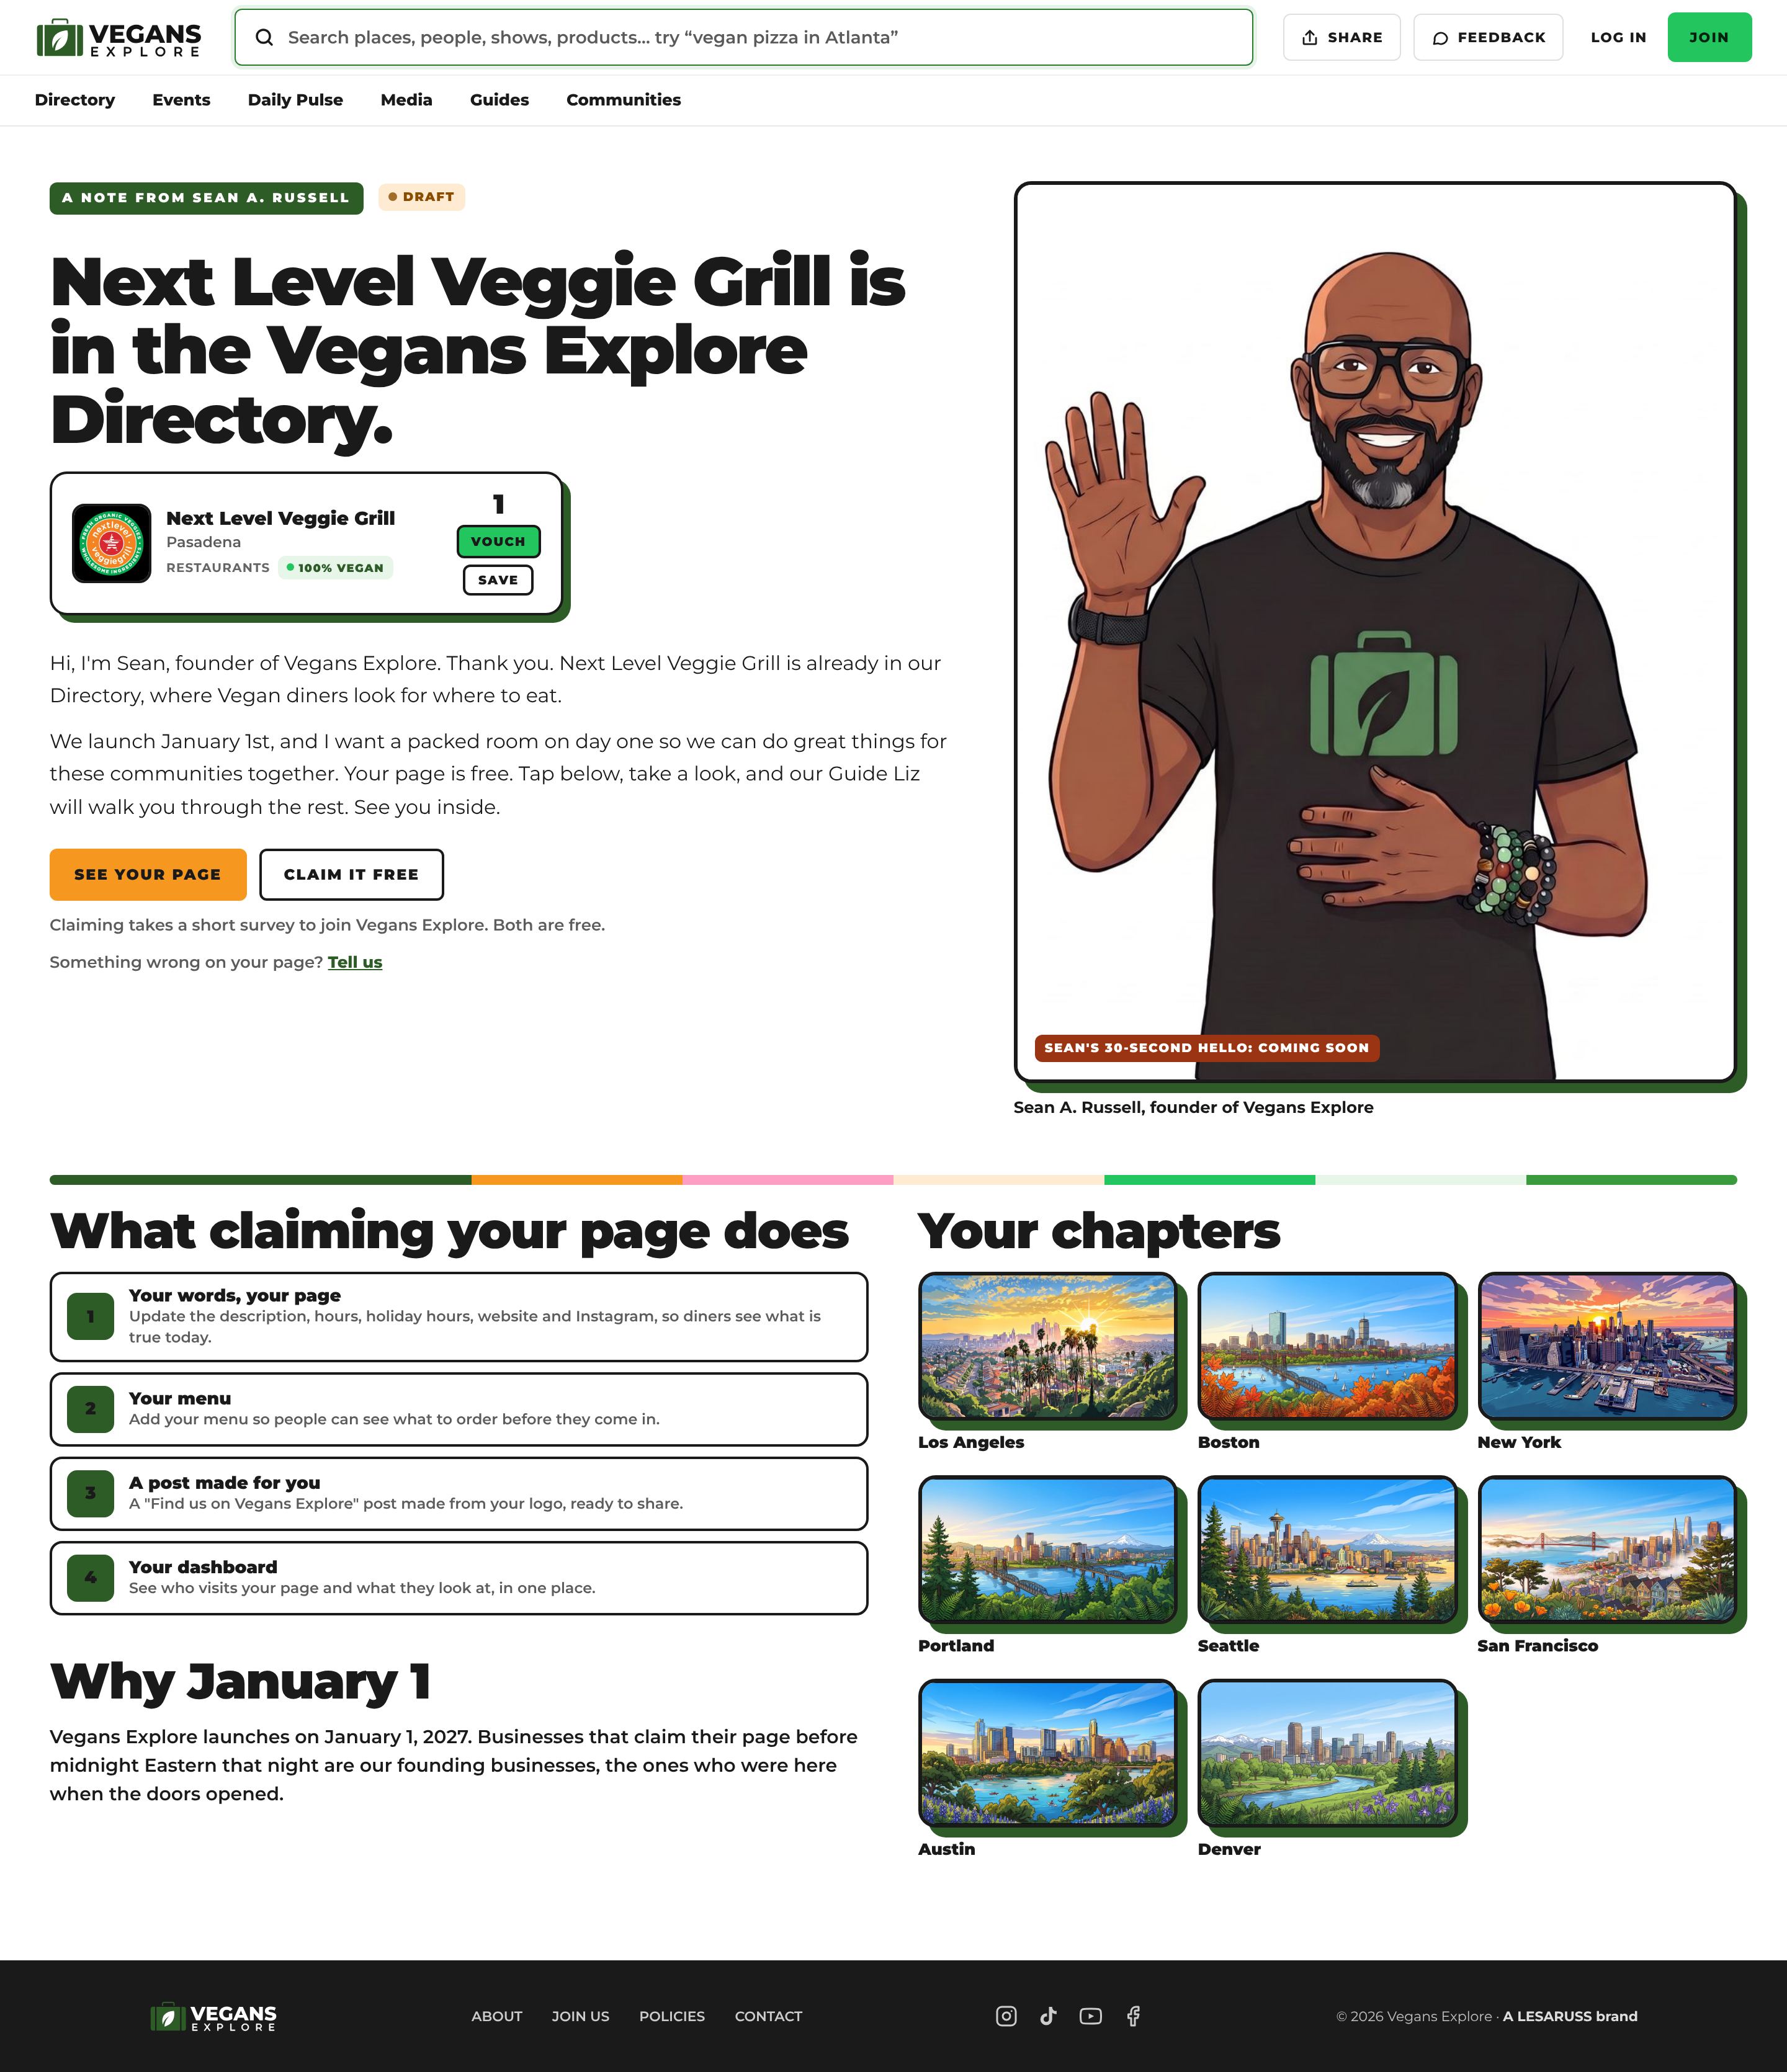 VEGANS
EXPLORE
Search places, people, shows, products... try “vegan pizza in Atlanta”
SHARE
FEEDBACK
LOG IN
JOIN
Directory
Events
Daily Pulse
Media
Guides
Communities
A NOTE FROM SEAN A. RUSSELL
DRAFT
Next Level Veggie Grill is
in the Vegans Explore
Directory.
Next Level Veggie Grill
Pasadena
RESTAURANTS
100% VEGAN
1
VOUCH
SAVE
Hi, I'm Sean, founder of Vegans Explore. Thank you. Next Level Veggie Grill is already in our
Directory, where Vegan diners look for where to eat.
We launch January 1st, and I want a packed room on day one so we can do great things for
these communities together. Your page is free. Tap below, take a look, and our Guide Liz
will walk you through the rest. See you inside.
SEE YOUR PAGE
CLAIM IT FREE
Claiming takes a short survey to join Vegans Explore. Both are free.
Something wrong on your page? Tell us
SEAN'S 30-SECOND HELLO: COMING SOON
Sean A. Russell, founder of Vegans Explore
What claiming your page does
1
Your words, your page
Update the description, hours, holiday hours, website and Instagram, so diners see what is
true today.
2
Your menu
Add your menu so people can see what to order before they come in.
3
A post made for you
A "Find us on Vegans Explore" post made from your logo, ready to share.
4
Your dashboard
See who visits your page and what they look at, in one place.
Why January 1
Vegans Explore launches on January 1, 2027. Businesses that claim their page before
midnight Eastern that night are our founding businesses, the ones who were here
when the doors opened.
Your chapters
Los Angeles
Boston
New York
Portland
Seattle
San Francisco
Austin
Denver
VEGANS
EXPLORE
ABOUT
JOIN US
POLICIES
CONTACT
© 2026 Vegans Explore · A LESARUSS brand